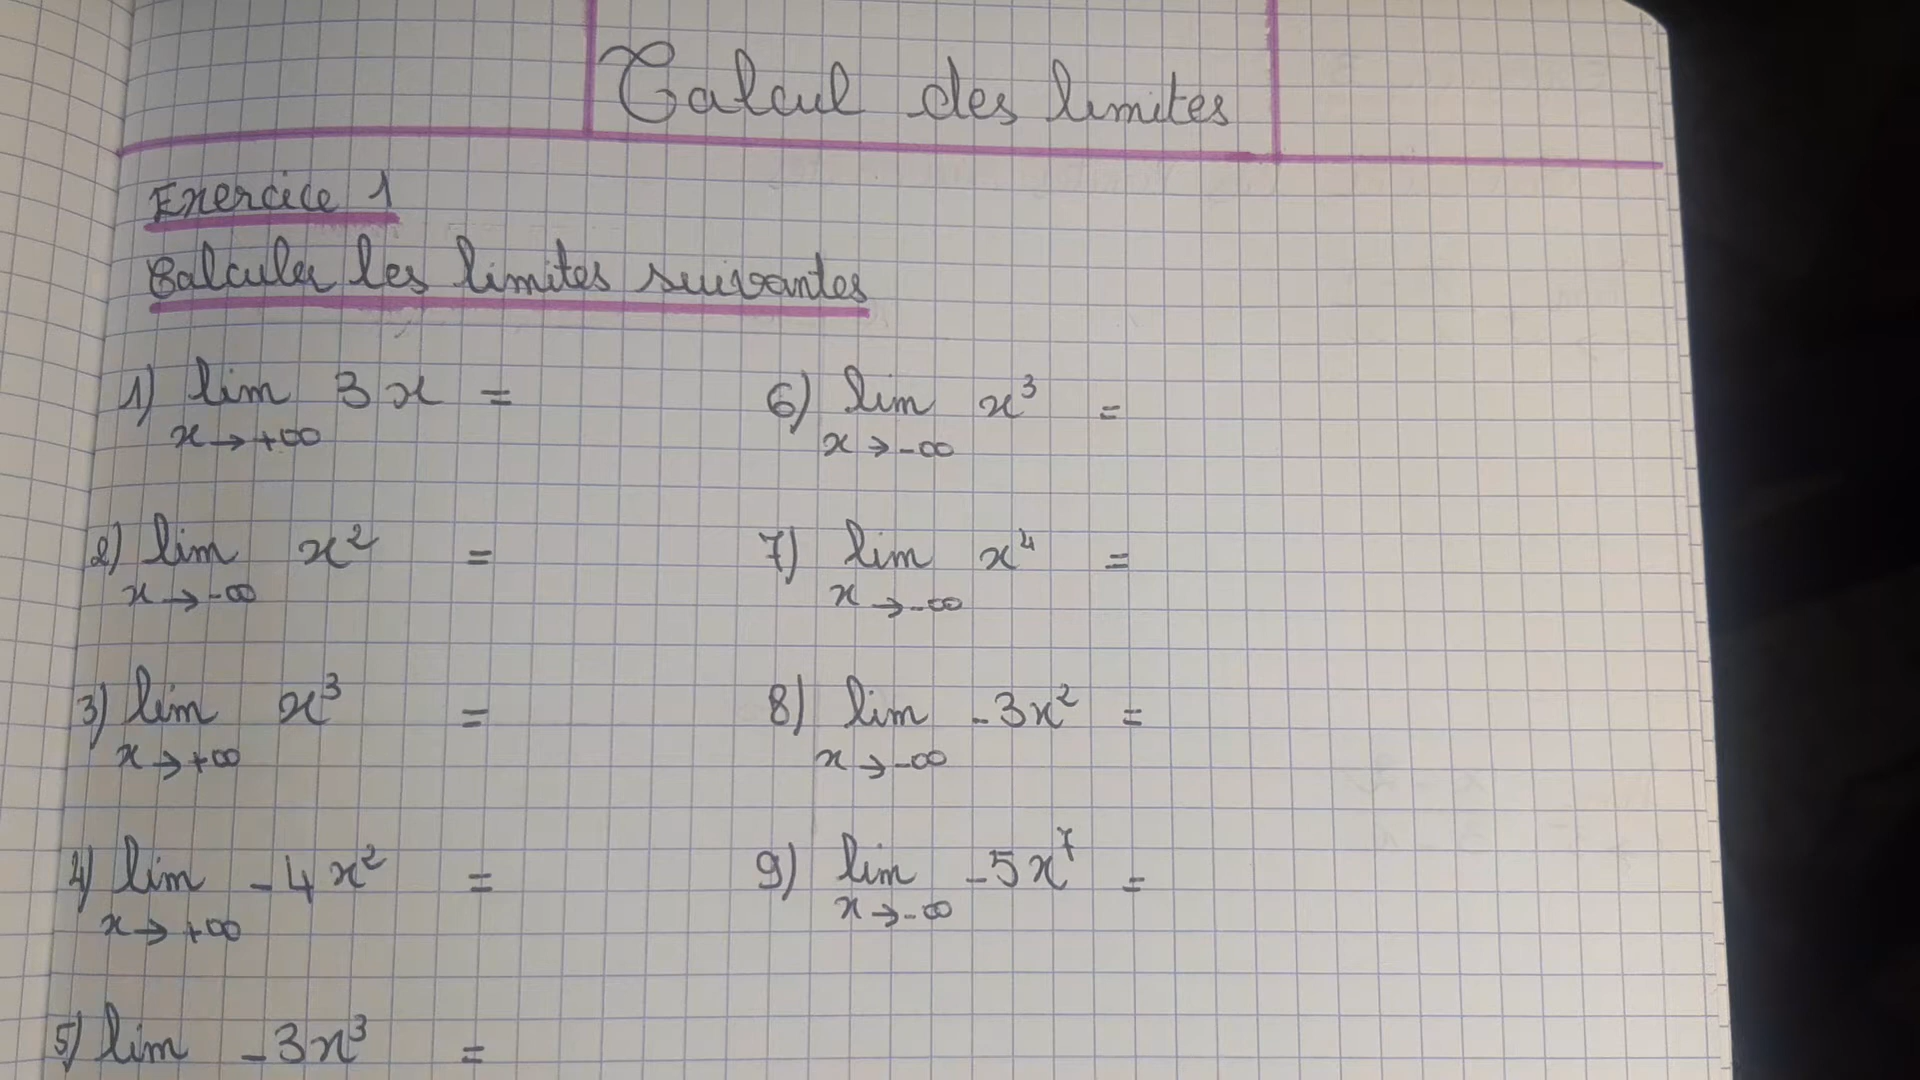 Calcul des limites
Exercice 1
Calculer les limites suivantes
1) lim 3x =
x→+∞
2) lim x² =
x→-∞
3) lim x³ =
x→+∞
4) lim -4x² =
x→+∞
5) lim -3x³ =
6) lim x³ =
x→-∞
7) lim x⁴ =
x→-∞
8) lim -3x² =
x→-∞
9) lim -5x⁷ =
x→-∞